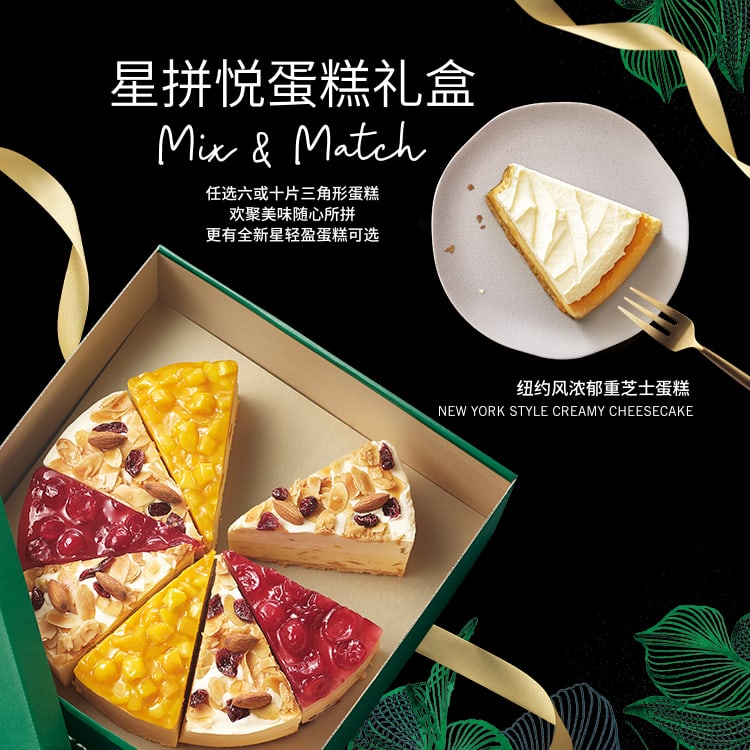 星拼悦蛋糕礼盒
Mix & Match
任选六或十片三角形蛋糕
欢聚美味随心所拼
更有全新星轻盈蛋糕可选
纽约风浓郁重芝士蛋糕
NEW YORK STYLE CREAMY CHEESECAKE